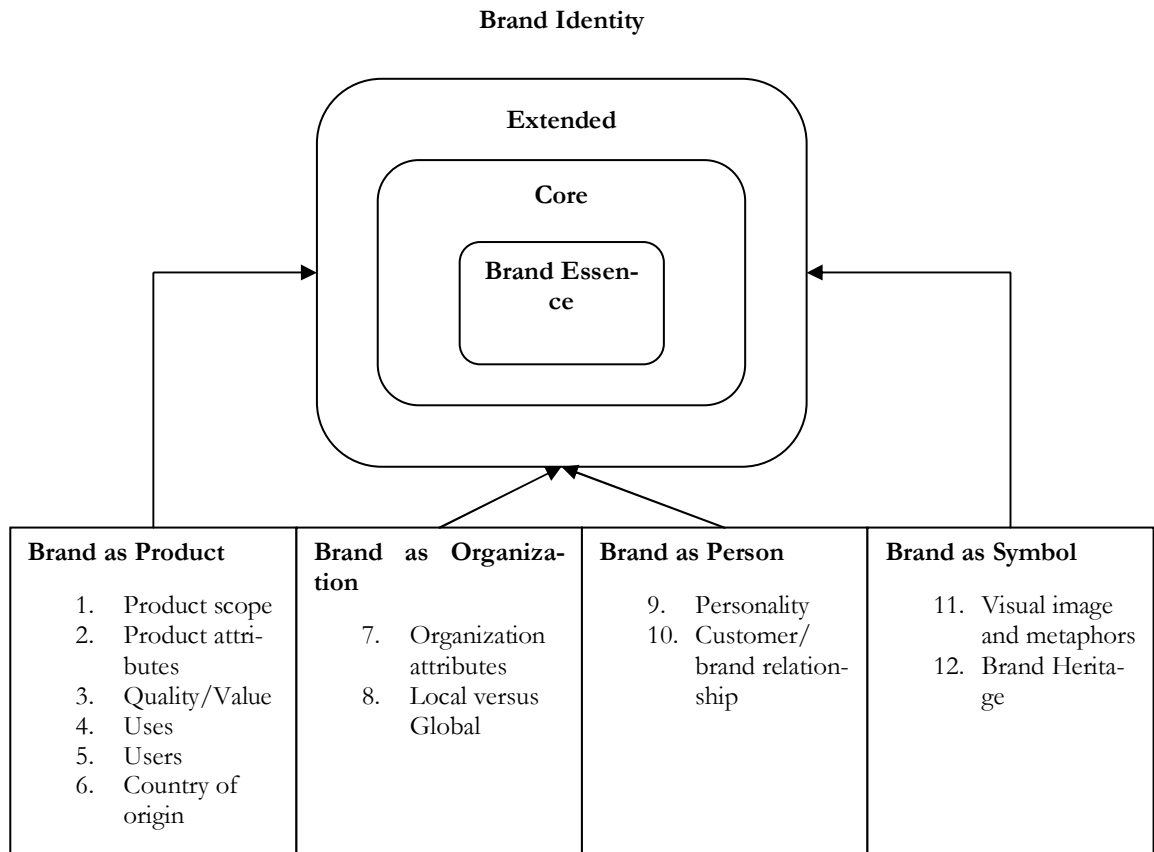 Brand Identity
Extended
Core
Brand Essen-
ce
Brand as Product
1. Product scope
2. Product attri-
butes
3. Quality/Value
4. Uses
5. Users
6. Country of
origin
Brand as Organiza-
tion
7. Organization
attributes
8. Local versus
Global
Brand as Person
9. Personality
10. Customer/
brand relation-
ship
Brand as Symbol
11. Visual image
and metaphors
12. Brand Herita-
ge